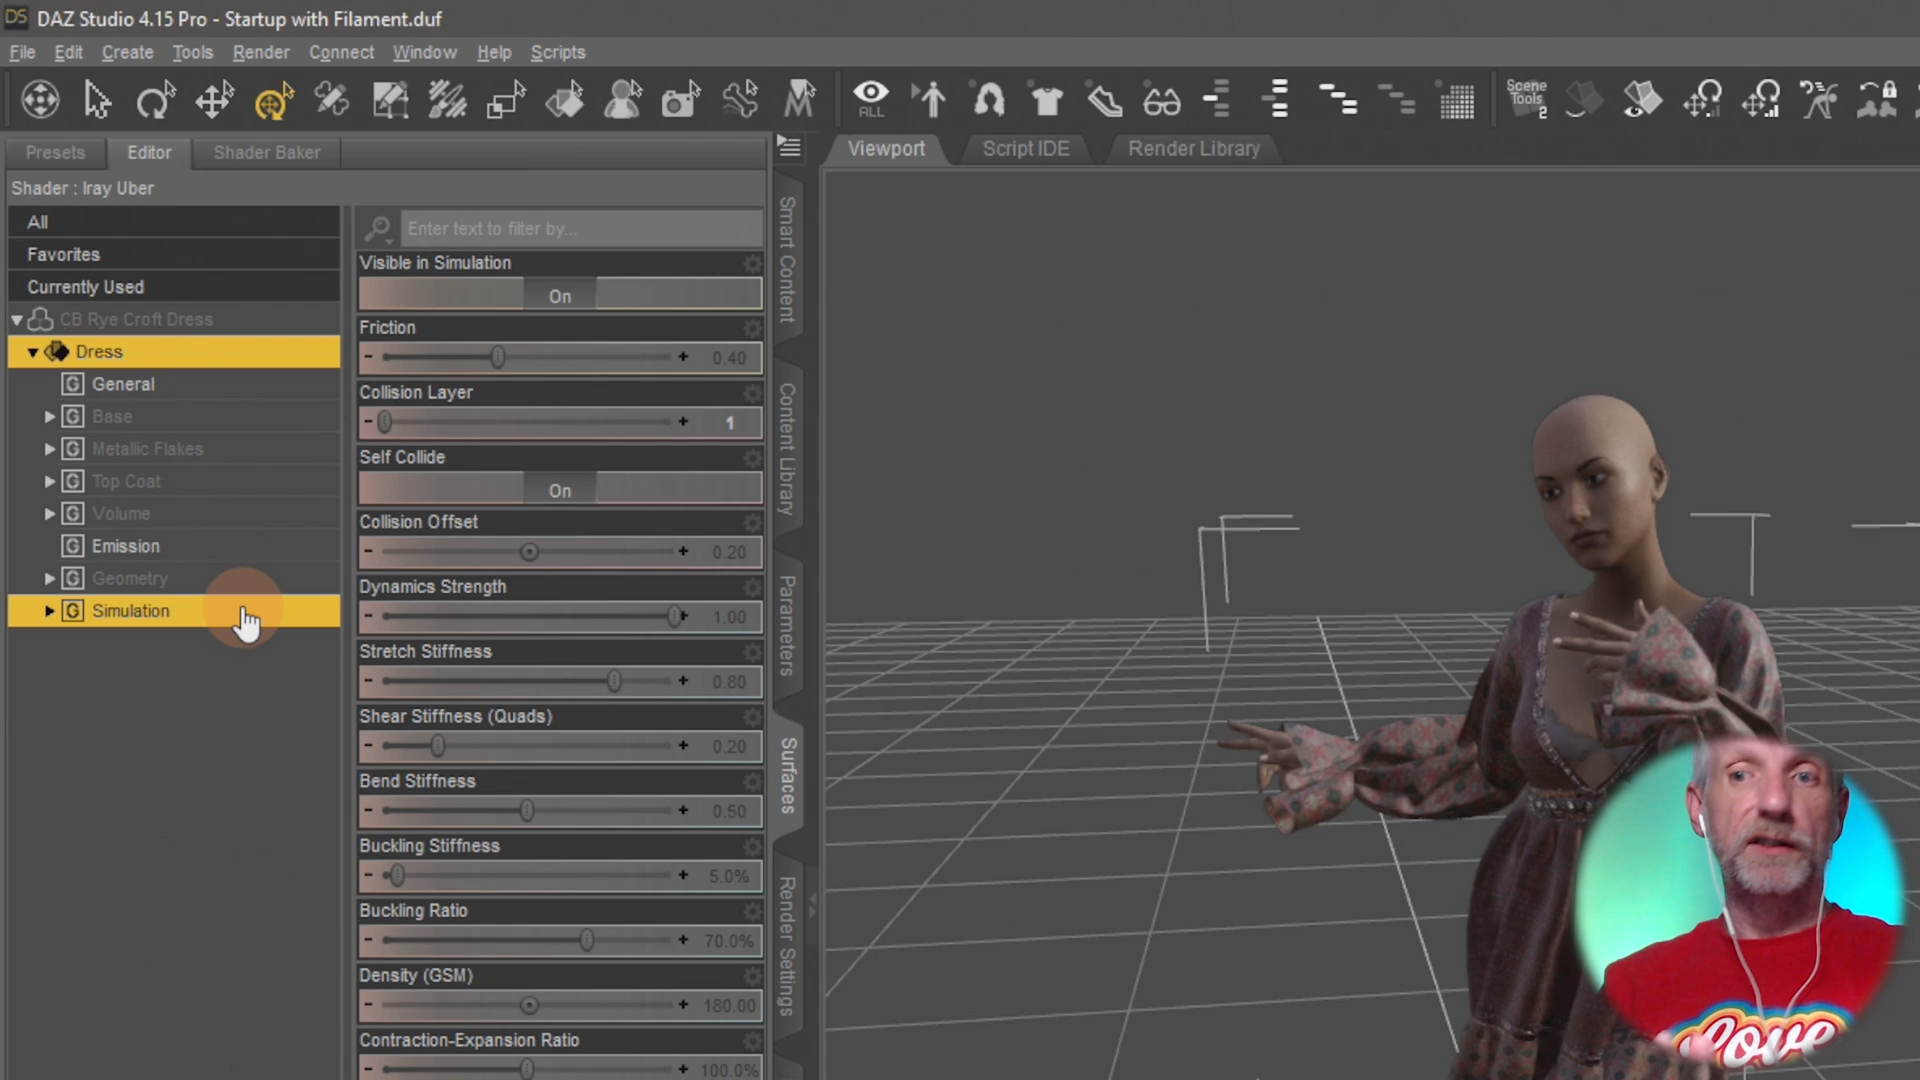 DS DAZ Studio 4.15 Pro - Startup with Filament.duf
File Edit Create Tools Render Connect Window Help Scripts
ALL
Scene
Tools
2
Presets Editor Shader Baker
Viewport Script IDE Render Library
Shader : Iray Uber
All
Favorites
Currently Used
CB Rye Croft Dress
Dress
G General
G Base
G Metallic Flakes
G Top Coat
G Volume
G Emission
G Geometry
G Simulation
Enter text to filter by...
Visible in Simulation
On
Friction
- + 0.40
Collision Layer
- + 1
Self Collide
On
Collision Offset
- + 0.20
Dynamics Strength
- + 1.00
Stretch Stiffness
- + 0.80
Shear Stiffness (Quads)
- + 0.20
Bend Stiffness
- + 0.50
Buckling Stiffness
- + 5.0%
Buckling Ratio
- + 70.0%
Density (GSM)
- + 180.00
Contraction-Expansion Ratio
- + 100.0%
Smart Content
Content Library
Parameters
Surfaces
Render Settings
Love